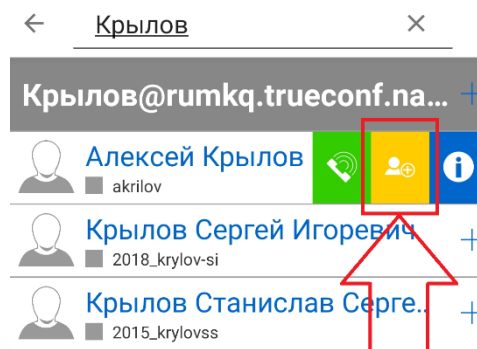 Крылов
Крылов@rumkq.trueconf.na...
Алексей Крылов
akrilov
Крылов Сергей Игоревич
2018_krylov-si
Крылов Станислав Серге..
2015_krylovss